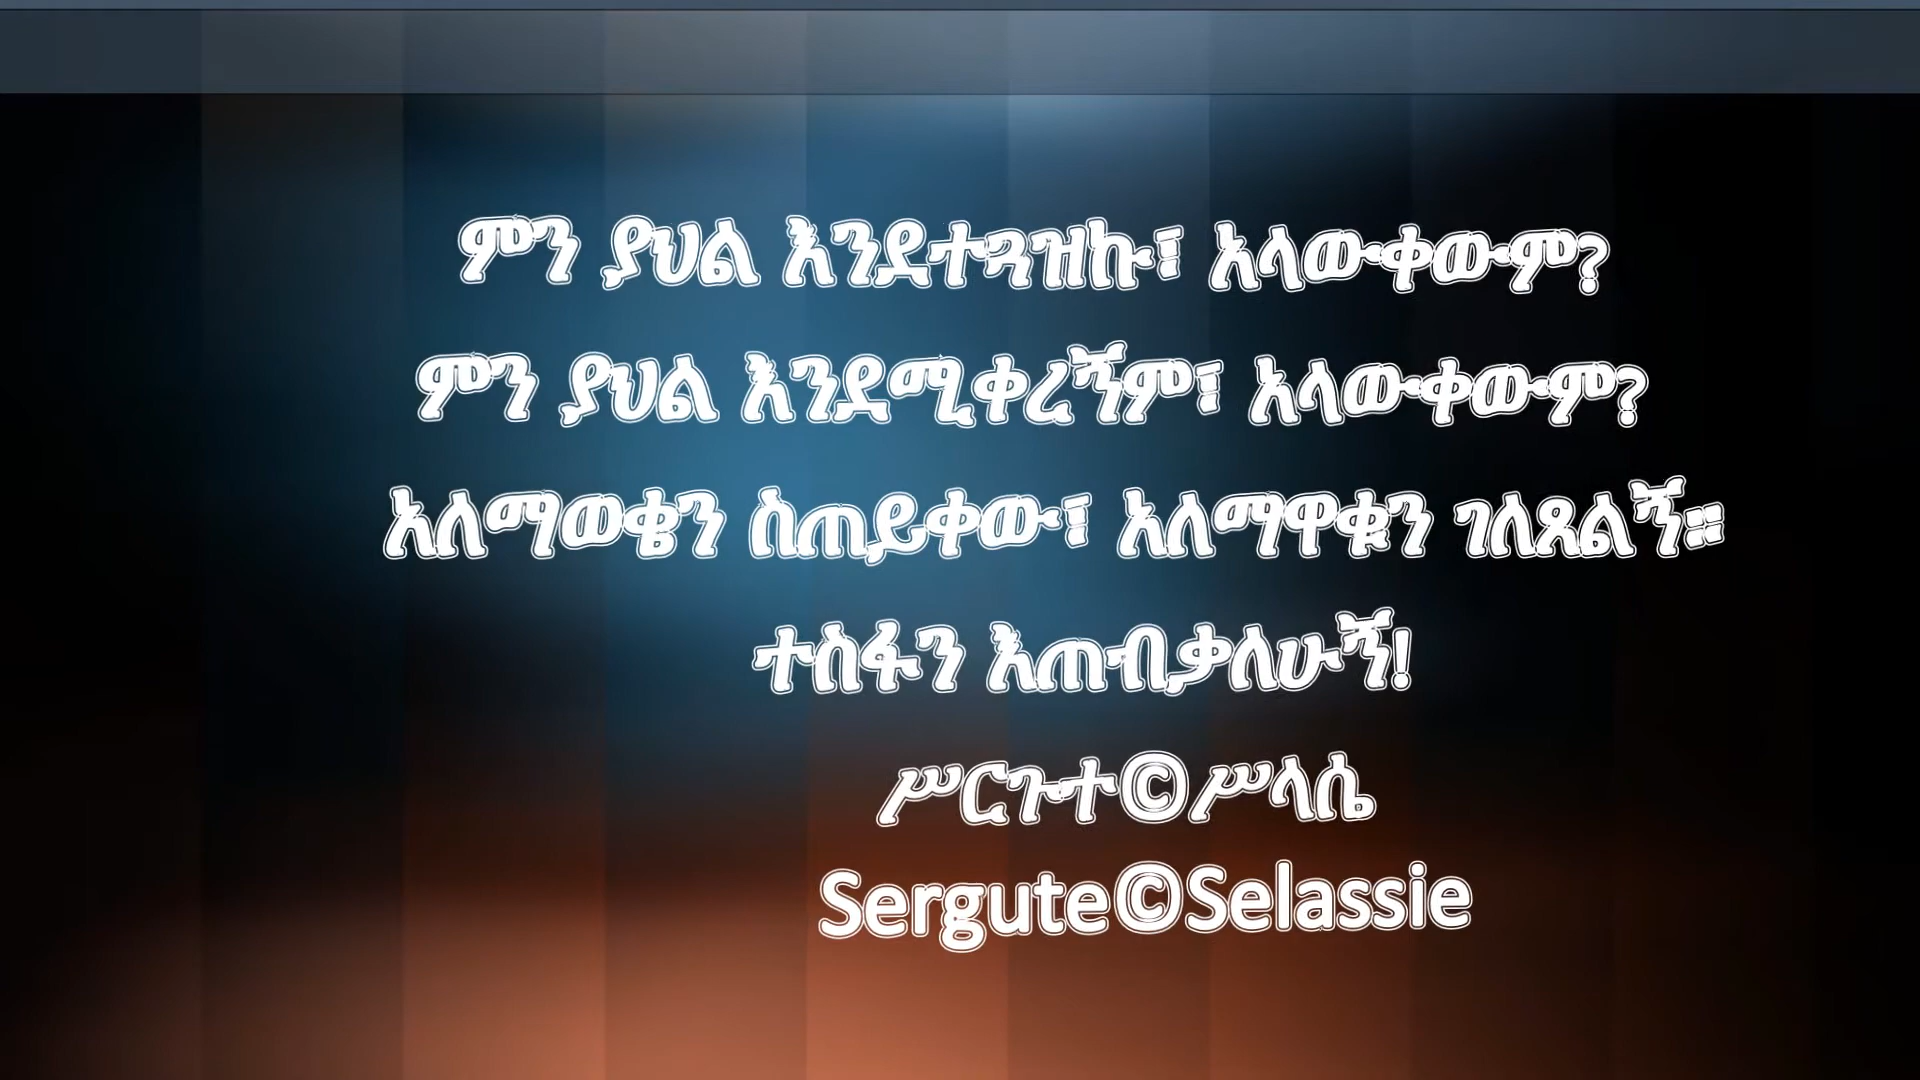 ምን ያህል እንደተጓዝኩ፣ አላውቀውም?
ምን ያህል እንደሚቀረኝም፣ አላውቀውም?
አለማወቄን ስጠይቀው፣ አለማዋቁን ገለጸልኝ።
ተስፋን እጠብቃለሁኝ!
ሥርጉተ©ሥላሴ
Sergute©Selassie